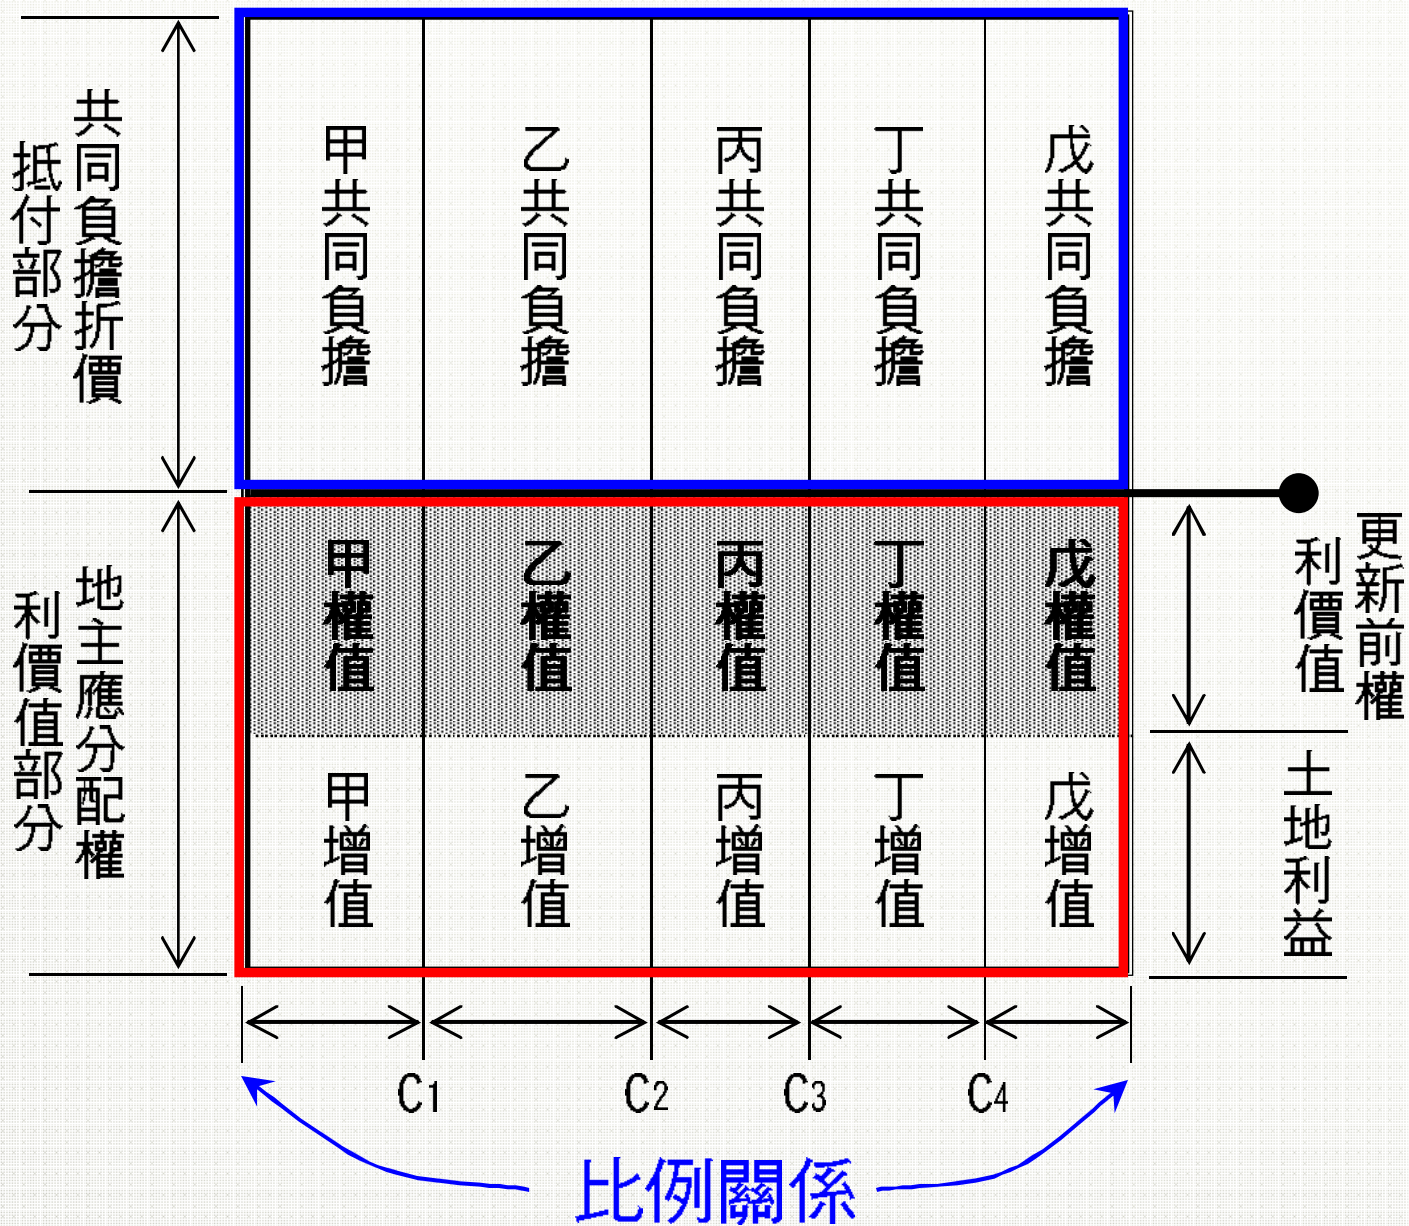 共同負擔折價
抵付部分
甲共同負擔
乙共同負擔
丙共同負擔
丁共同負擔
戊共同負擔
地主應分配權
利價值部分
甲權值
乙權值
丙權值
丁權值
戊權值
更新前權
利價值
甲增值
乙增值
丙增值
丁增值
戊增值
土地利益
C1
C2
C3
C4
比例關係